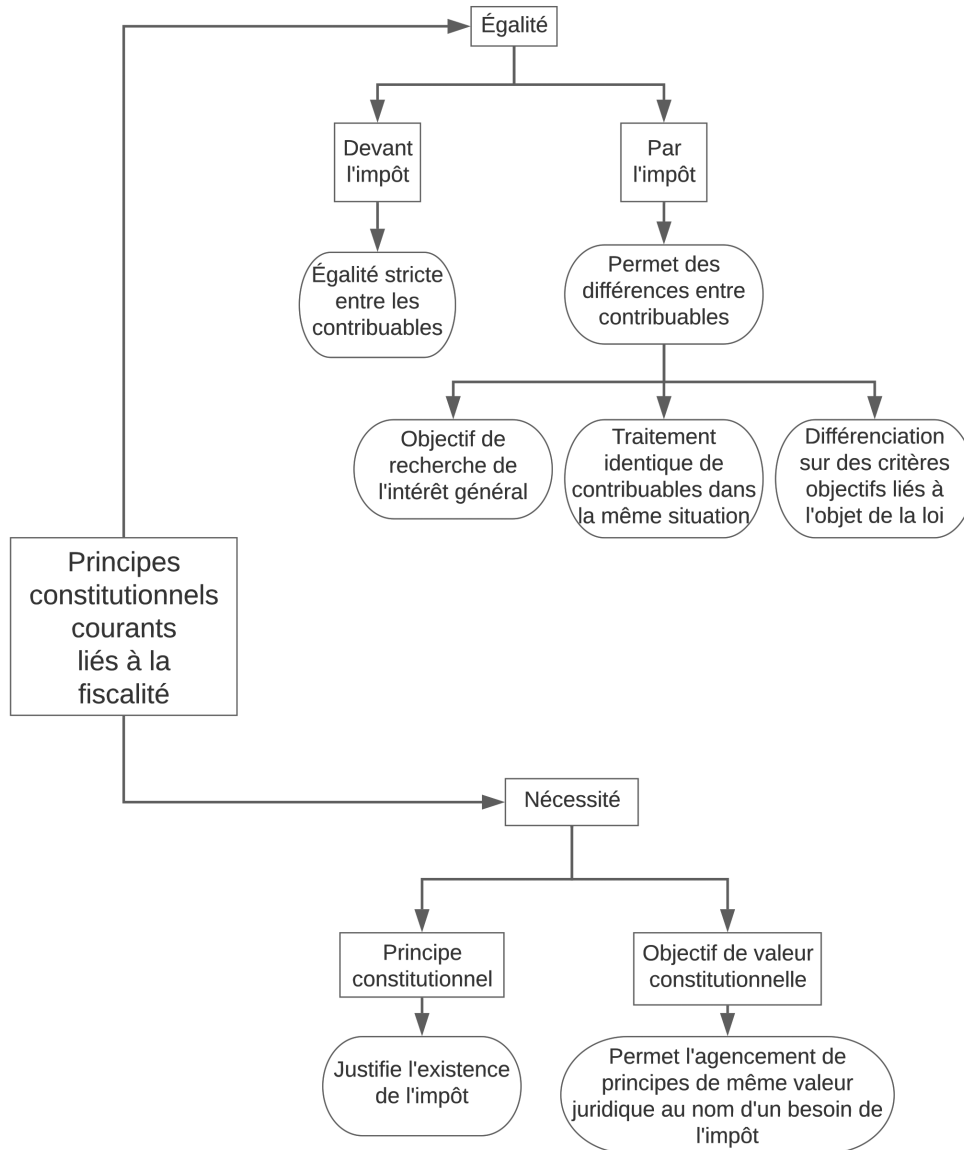 Égalité
Devant
l'impôt
Par
l'impôt
Égalité stricte
entre les
contribuables
Permet des
différences entre
contribuables
Objectif de
recherche de
l'intérêt général
Traitement
identique de
contribuables dans
la même situation
Différenciation
sur des critères
objectifs liés à
l'objet de la loi
Principes
constitutionnels
courants
liés à la
fiscalité
Nécessité
Principe
constitutionnel
Objectif de valeur
constitutionnelle
Justifie l'existence
de l'impôt
Permet l'agencement de
principes de même valeur
juridique au nom d'un besoin de
l'impôt